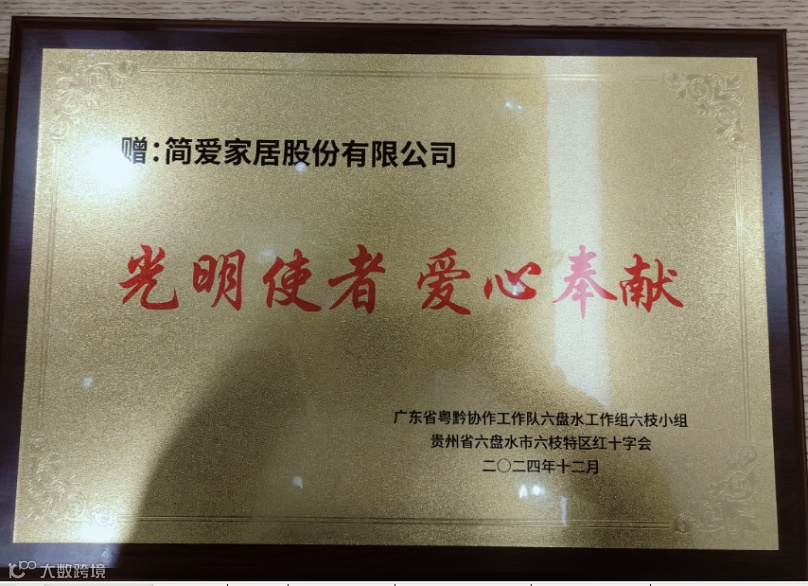 赠：简爱家居股份有限公司
光明使者 爱心奉献
广东省粤黔协作工作队六盘水工作组六枝小组
贵州省六盘水市六枝特区红十字会
二〇二四年十二月
大数跨境